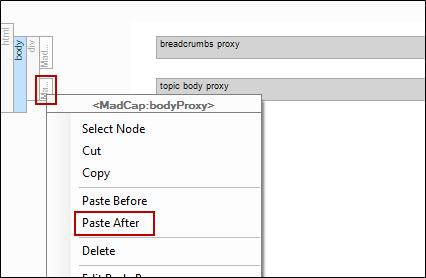 html
body
div
Mad...
Ma...
breadcrumbs proxy
topic body proxy
<MadCap:bodyProxy>
Select Node
Cut
Copy
Paste Before
Paste After
Delete